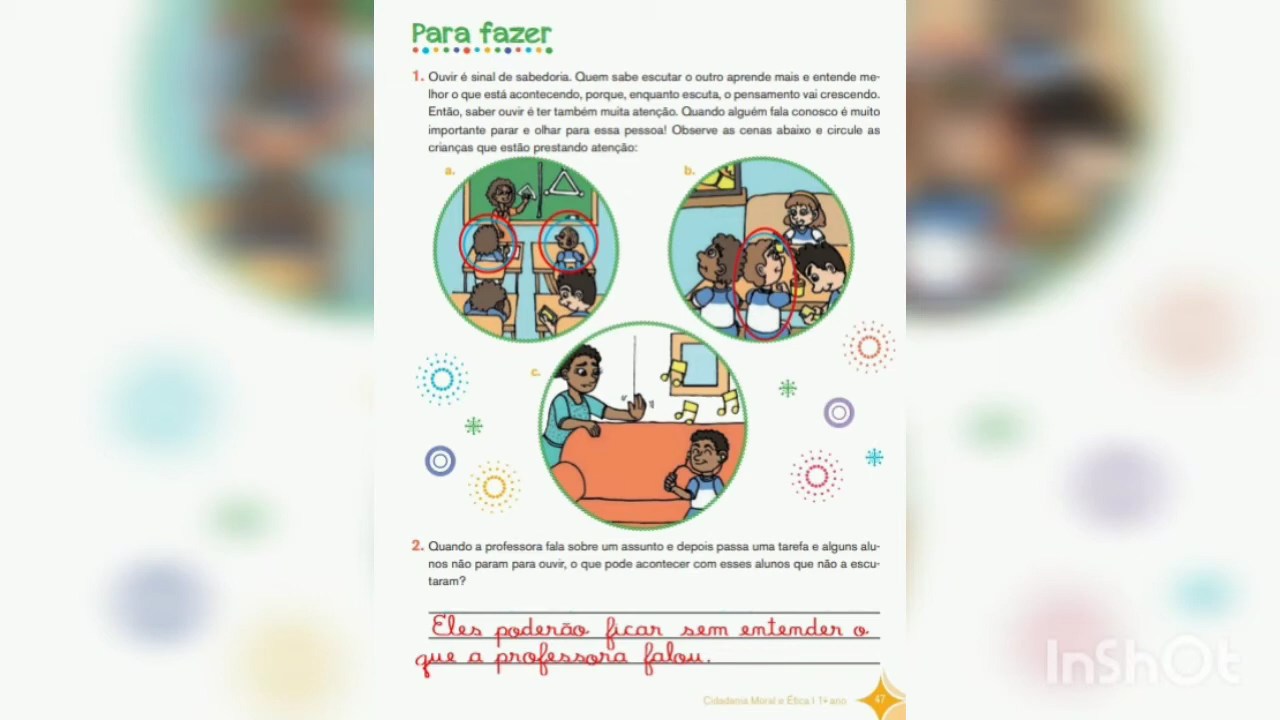 Para fazer
1. Ouvir é sinal de sabedoria. Quem sabe escutar o outro aprende mais e entende me-
lhor o que está acontecendo, porque, enquanto escuta, o pensamento vai crescendo.
Então, saber ouvir é ter também muita atenção. Quando alguém fala conosco é muito
importante parar e olhar para essa pessoa! Observe as cenas abaixo e circule as
crianças que estão prestando atenção:
a.
b.
c.
2. Quando a professora fala sobre um assunto e depois passa uma tarefa e alguns alu-
nos não param para ouvir, o que pode acontecer com esses alunos que não a escu-
taram?
Eles poderão ficar sem entender o
que a professora falou.
Cidadania Moral e Ética I 1º ano
47
InShOt